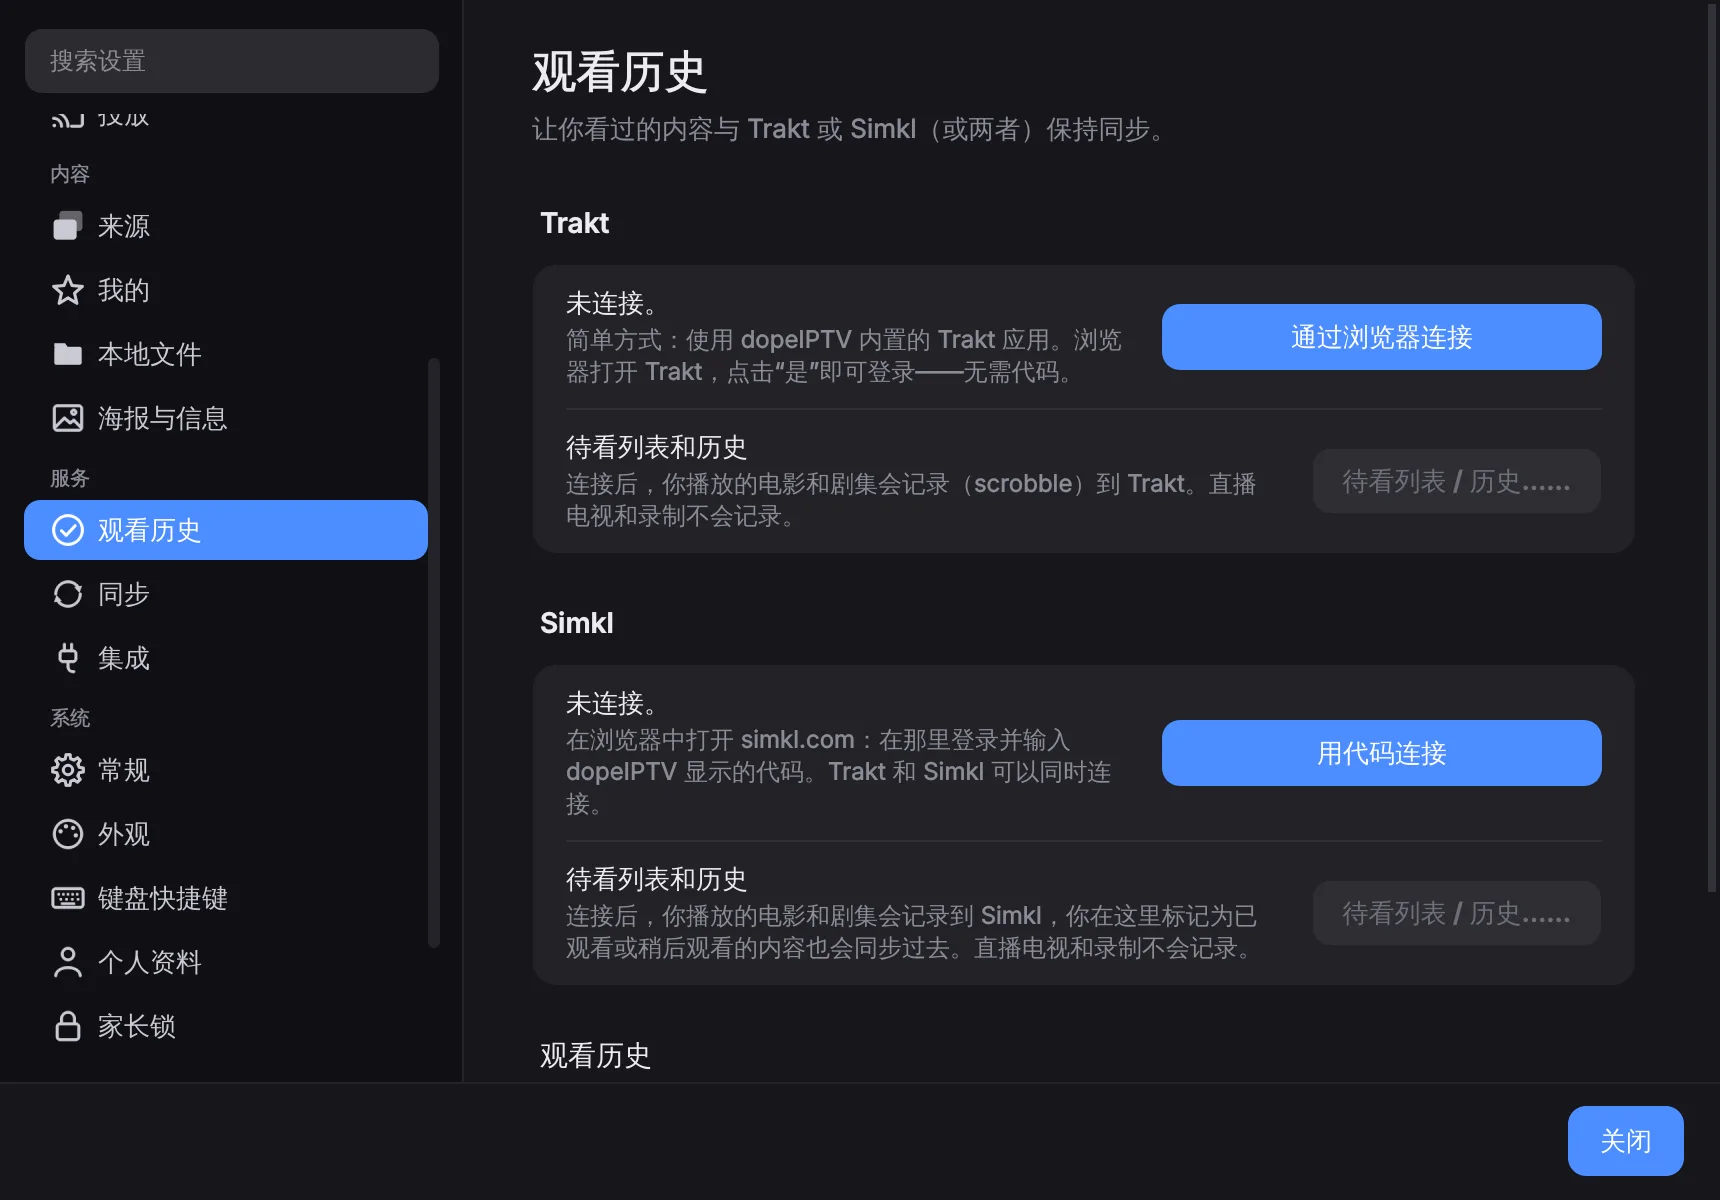 搜索设置
投放
内容
来源
我的
本地文件
海报与信息
服务
观看历史
同步
集成
系统
常规
外观
键盘快捷键
个人资料
家长锁
观看历史
让你看过的内容与 Trakt 或 Simkl（或两者）保持同步。
Trakt
未连接。
简单方式：使用 dopeIPTV 内置的 Trakt 应用。浏览
器打开 Trakt，点击“是”即可登录——无需代码。
通过浏览器连接
待看列表和历史
连接后，你播放的电影和剧集会记录（scrobble）到 Trakt。直播
电视和录制不会记录。
待看列表 / 历史……
Simkl
未连接。
在浏览器中打开 simkl.com：在那里登录并输入
dopeIPTV 显示的代码。Trakt 和 Simkl 可以同时连
接。
用代码连接
待看列表和历史
连接后，你播放的电影和剧集会记录到 Simkl，你在这里标记为已
观看或稍后观看的内容也会同步过去。直播电视和录制不会记录。
待看列表 / 历史……
观看历史
关闭